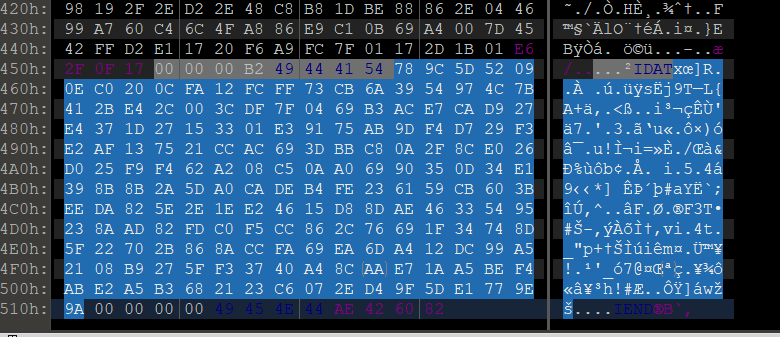 420h: 98 19 2F 2E D2 2E 48 C8 B8 1D BE 88 86 2E 04 46 ˜./.Ò.HÈ¸.¾ˆ†..F
430h: 99 A7 60 C4 6C 4F A8 86 E9 C1 0B 69 A4 00 7D 45 ™§`ÄlO¨†éÁ.i¤.}E
440h: 42 FF D2 E1 17 20 F6 A9 FC 7F 01 17 2D 1B 01 E6 BÿÒá. ö©ü...–..æ
450h: 2F 0F 17 00 00 00 B2 49 44 41 54 78 9C 5D 52 09 /.....²IDATxœ]R.
460h: 0E C0 20 0C FA 12 FC FF 73 CB 6A 39 54 97 4C 7B .À .ú.üÿsËj9T—L{
470h: 41 2B E4 2C 00 3C DF 7F 04 69 B3 AC E7 CA D9 27 A+ä,.<ß..i³¬çÊÙ'
480h: E4 37 1D 27 15 33 01 E3 91 75 AB 9D F4 D7 29 F3 ä7.'.3.ã‘u«.ô×)ó
490h: E2 AF 13 75 21 CC AC 69 3D BB C8 0A 2F 8C E0 26 â¯.u!Ì¬i=»È./Œà&
4A0h: D0 25 F9 F4 62 A2 08 C5 0A A0 69 90 35 0D 34 E1 Ð%ùôb¢.Å. i.5.4á
4B0h: 39 8B 8B 2A 5D A0 CA DE B4 FE 23 61 59 CB 60 3B 9‹‹*] ÊÞ´þ#aYË`;
4C0h: EE DA 82 5E 2E 1E E2 46 15 D8 8D AE 46 33 54 95 îÚ‚^..âF.Ø.®F3T•
4D0h: 23 8A AD 82 FD C0 F5 CC 86 2C 76 69 1F 34 74 8D #Š–‚ýÀõÌ†,vi.4t.
4E0h: 5F 22 70 2B 86 8A CC FA 69 EA 6D A4 12 DC 99 A5 _"p+†ŠÌúiêm¤.Ü™¥
4F0h: 21 08 B9 27 5F F3 37 40 A4 8C AA E7 1A A5 BE F4 !.¹'_ó7@¤Œªç.¥¾ô
500h: AB E2 A5 B3 68 21 23 C6 07 2E D4 9F 5D E1 77 9E «â¥³h!#Æ..ÔŸ]áwž
510h: 9A 00 00 00 00 49 45 4E 44 AE 42 60 82 š....IEND®B`‚